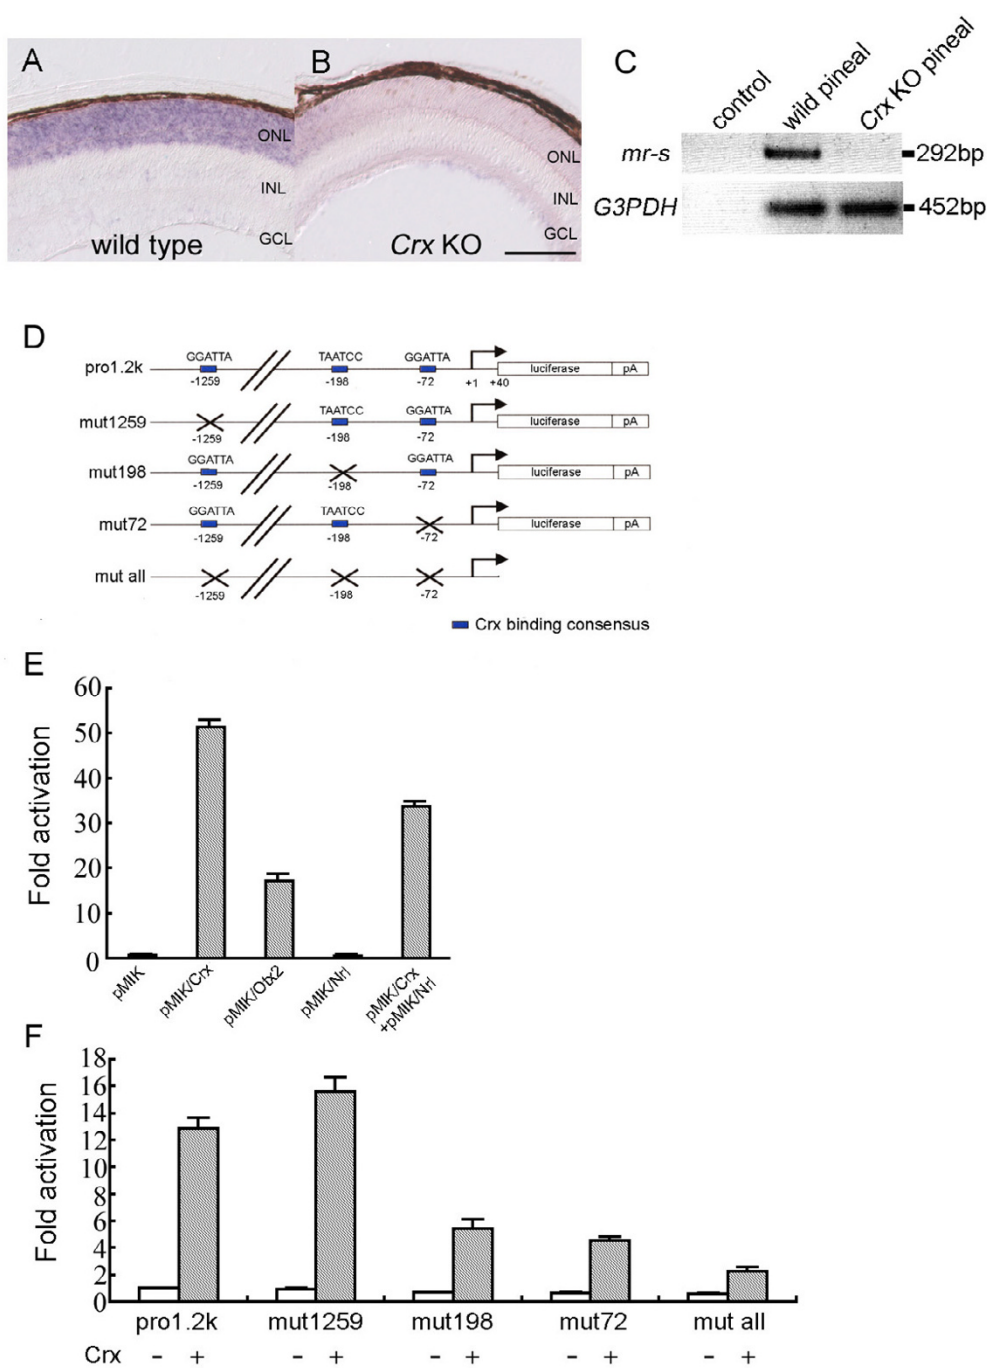 A
B
C
ONL
INL
GCL
wild type
ONL
INL
GCL
Crx KO
control
wild pineal
Crx KO pineal
mr-s
292bp
G3PDH
452bp
D
GGATTA TAATCC GGATTA
pro1.2k
-1259 -198 -72 +1 +40
luciferase pA
TAATCC GGATTA
mut1259
-1259 -198 -72
luciferase pA
GGATTA GGATTA
mut198
-1259 -198 -72
luciferase pA
GGATTA TAATCC
mut72
-1259 -198 -72
luciferase pA
mut all
-1259 -198 -72
Crx binding consensus
E
Fold activation
60
50
40
30
20
10
0
pMIK
pMIK/Crx
pMIK/Otx2
pMIK/Nrl
pMIK/Crx
+pMIK/Nrl
F
Fold activation
18
16
14
12
10
8
6
4
2
0
pro1.2k mut1259 mut198 mut72 mut all
Crx - + - + - + - + - +